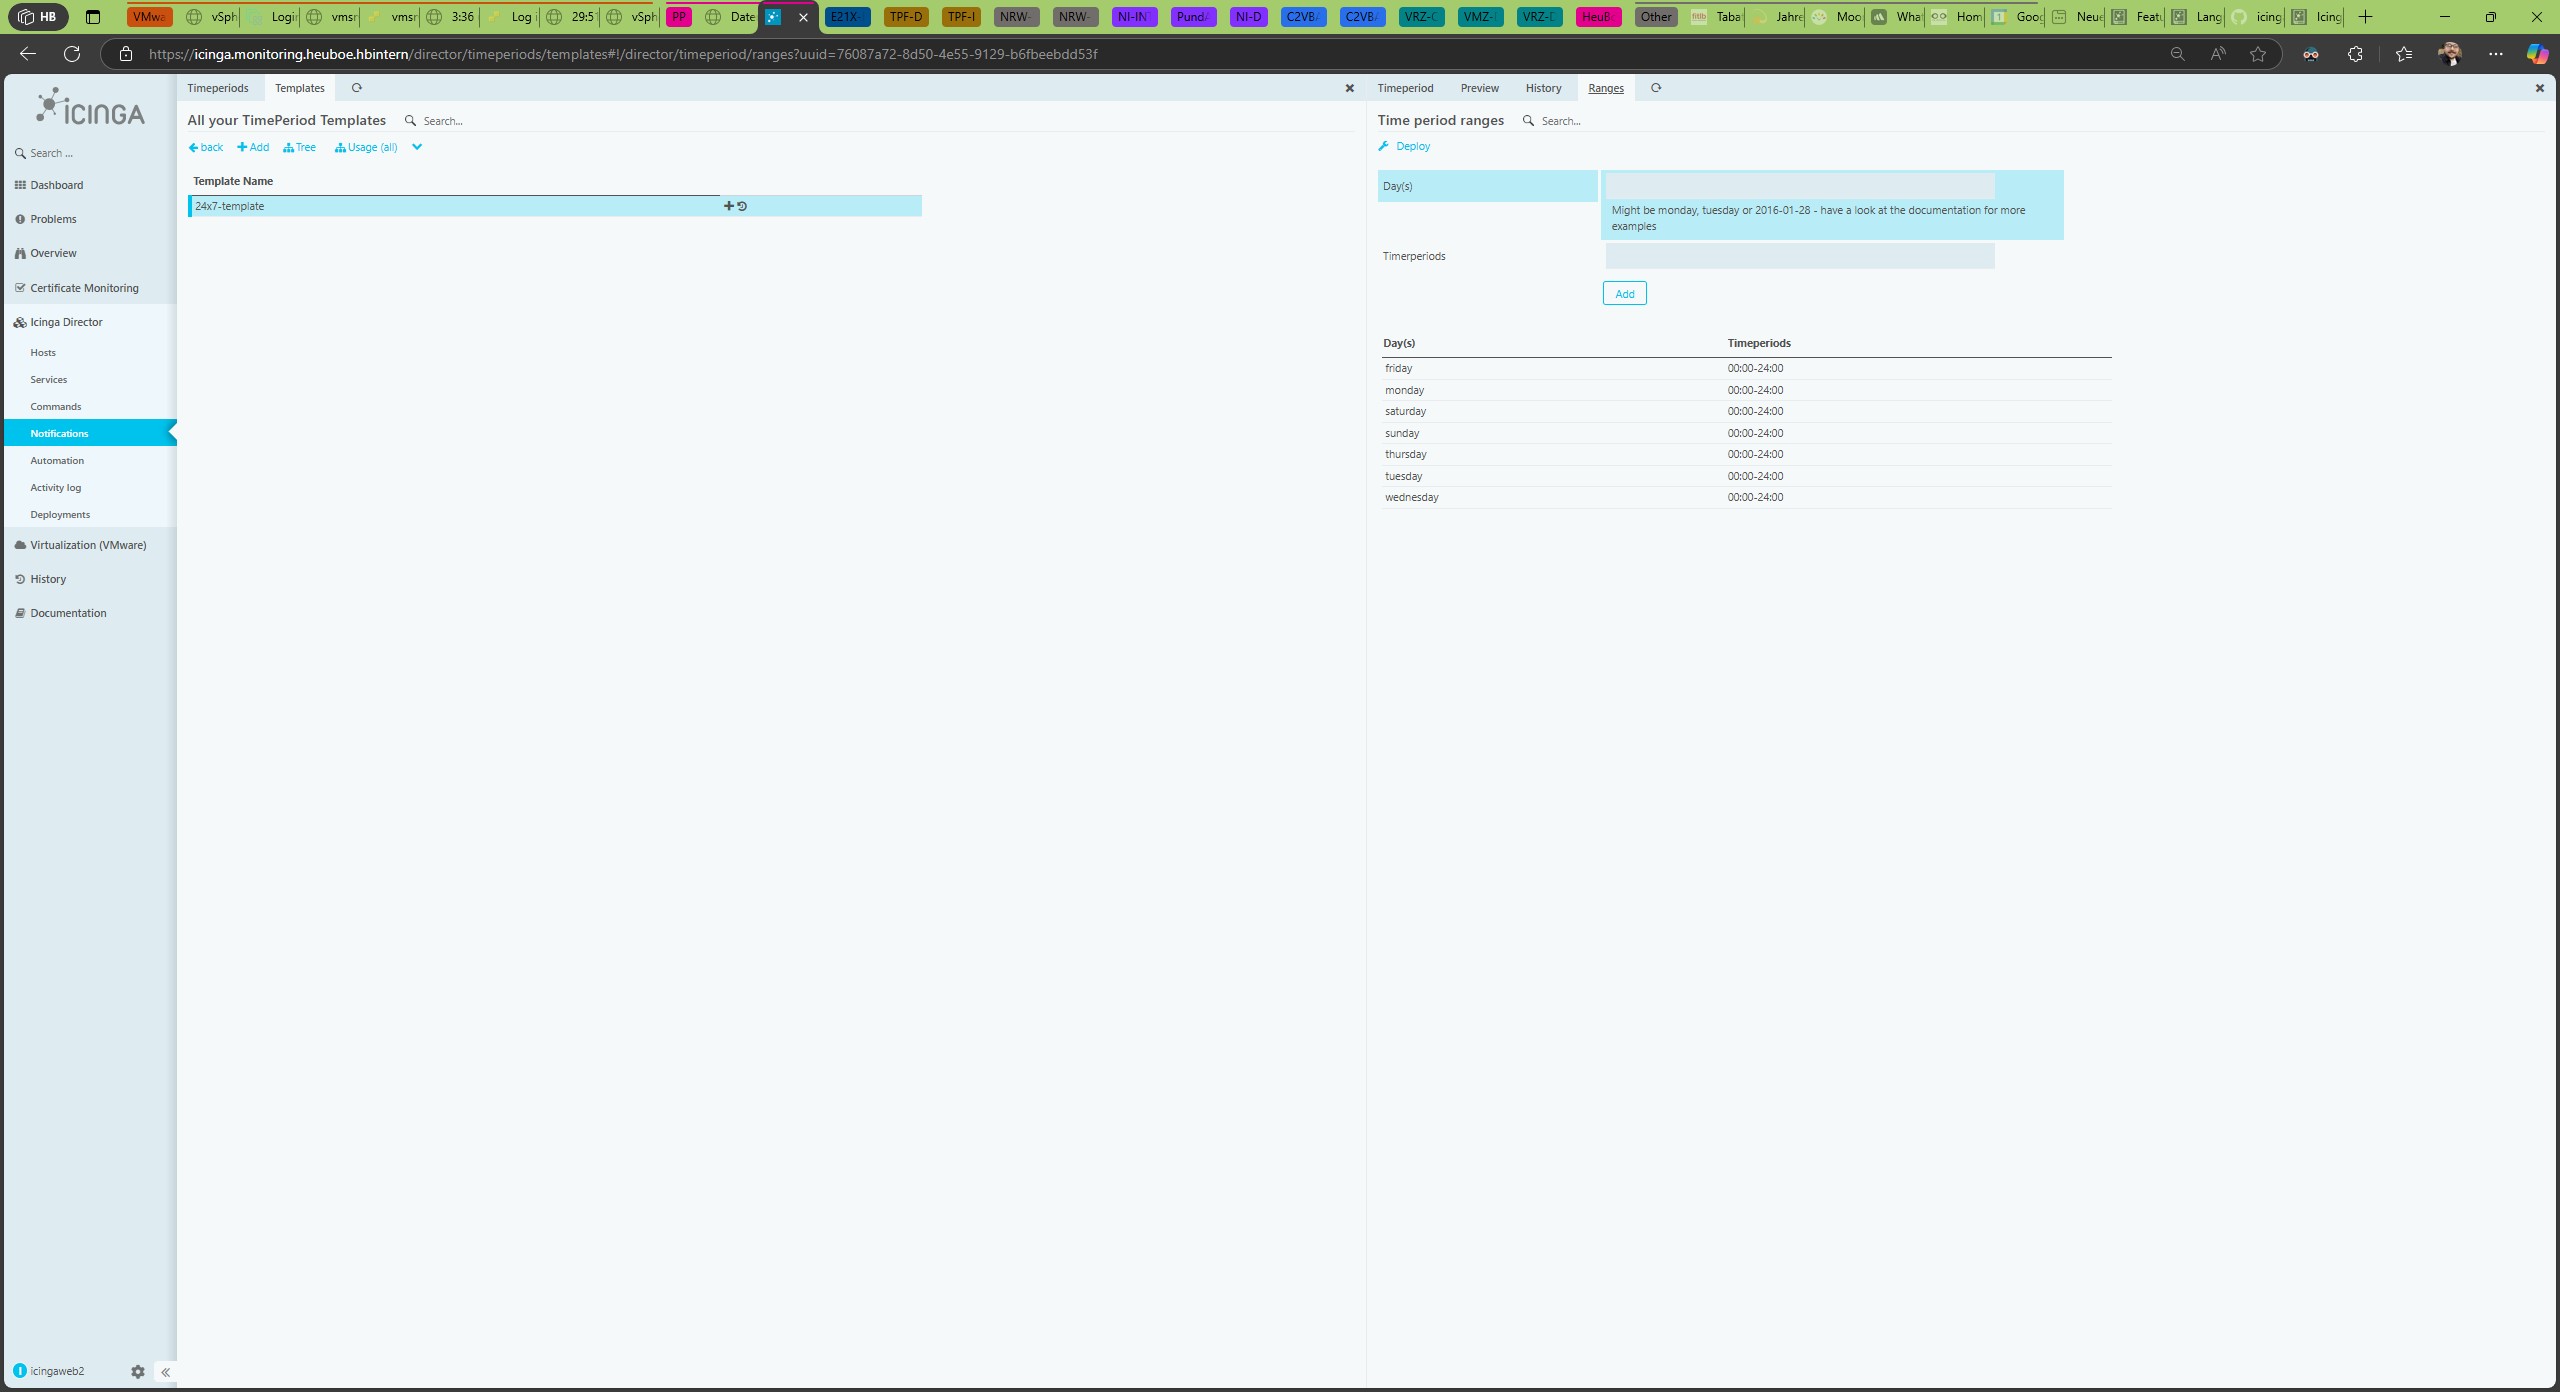 HB
VMwa
vSph
Login
vmsr
vmsr
3:36
Log i
29:51
vSph
PP
Date
E21X-
TPF-D
TPF-I
NRW-
NRW-
NI-IN
PundA
NI-D
C2VBA
C2VBA
VRZ-C
VMZ-
VRZ-D
HeuBo
Other
Tabat
Jahre
Moo
Wha
Hom
Goog
Neue
Featu
Lang
icing
Icing
https://icinga.monitoring.heuboe.hbintern/director/timeperiods/templates#!/director/timeperiod/ranges?uuid=76087a72-8d50-4e55-9129-b6fbeebdd53f
icinga
Search ...
Dashboard
Problems
Overview
Certificate Monitoring
Icinga Director
Hosts
Services
Commands
Notifications
Automation
Activity log
Deployments
Virtualization (VMware)
History
Documentation
icingaweb2
Timeperiods Templates
All your TimePeriod Templates Search...
back Add Tree Usage (all)
Template Name
24x7-template
Timeperiod Preview History Ranges
Time period ranges Search...
Deploy
Day(s)
Might be monday, tuesday or 2016-01-28 - have a look at the documentation for more
examples
Timerperiods
Add
Day(s) Timeperiods
friday 00:00-24:00
monday 00:00-24:00
saturday 00:00-24:00
sunday 00:00-24:00
thursday 00:00-24:00
tuesday 00:00-24:00
wednesday 00:00-24:00